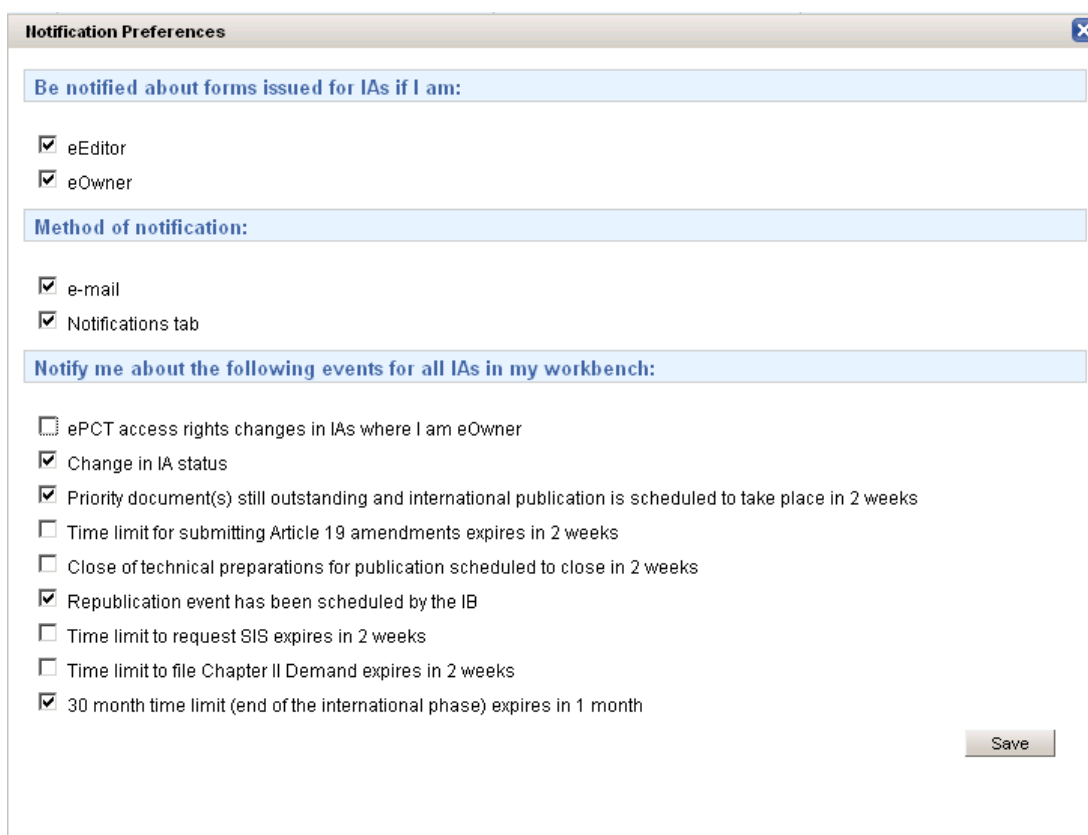 Notification Preferences
Be notified about forms issued for IAs if I am:
eEditor
eOwner
Method of notification:
e-mail
Notifications tab
Notify me about the following events for all IAs in my workbench:
ePCT access rights changes in IAs where I am eOwner
Change in IA status
Priority document(s) still outstanding and international publication is scheduled to take place in 2 weeks
Time limit for submitting Article 19 amendments expires in 2 weeks
Close of technical preparations for publication scheduled to close in 2 weeks
Republication event has been scheduled by the IB
Time limit to request SIS expires in 2 weeks
Time limit to file Chapter II Demand expires in 2 weeks
30 month time limit (end of the international phase) expires in 1 month
Save